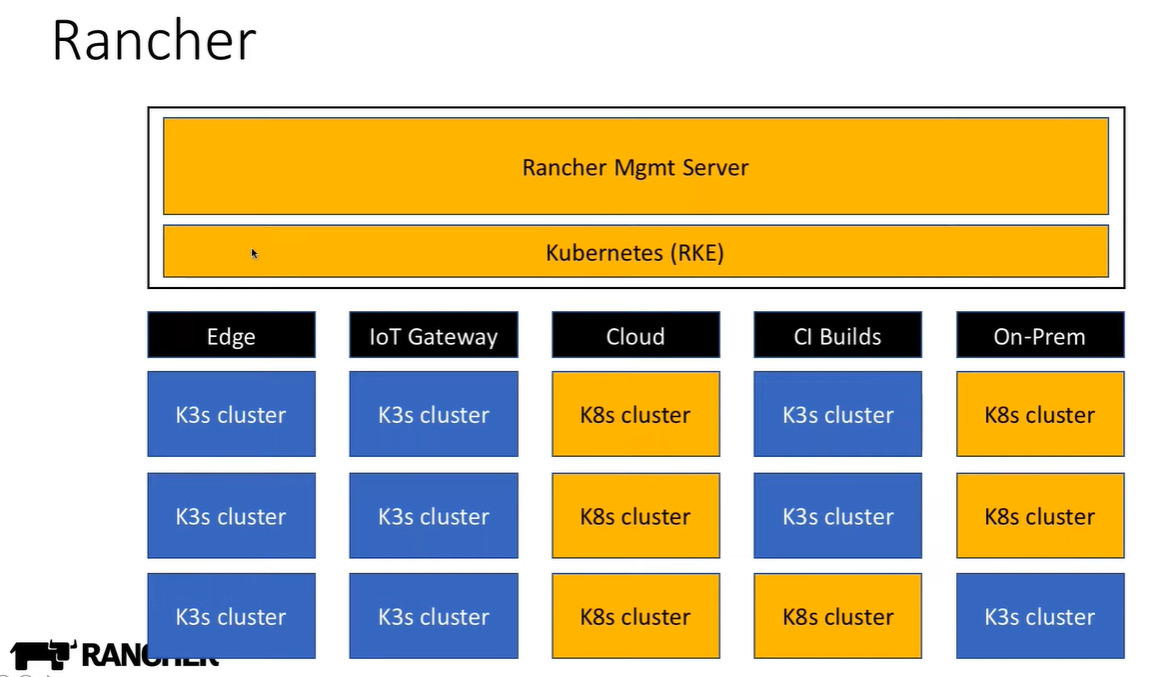 Rancher
Rancher Mgmt Server
Kubernetes (RKE)
Edge IoT Gateway Cloud CI Builds On-Prem
K3s cluster K3s cluster K8s cluster K3s cluster K8s cluster
K3s cluster K3s cluster K8s cluster K3s cluster K8s cluster
K3s cluster K3s cluster K8s cluster K8s cluster K3s cluster
RANCHER